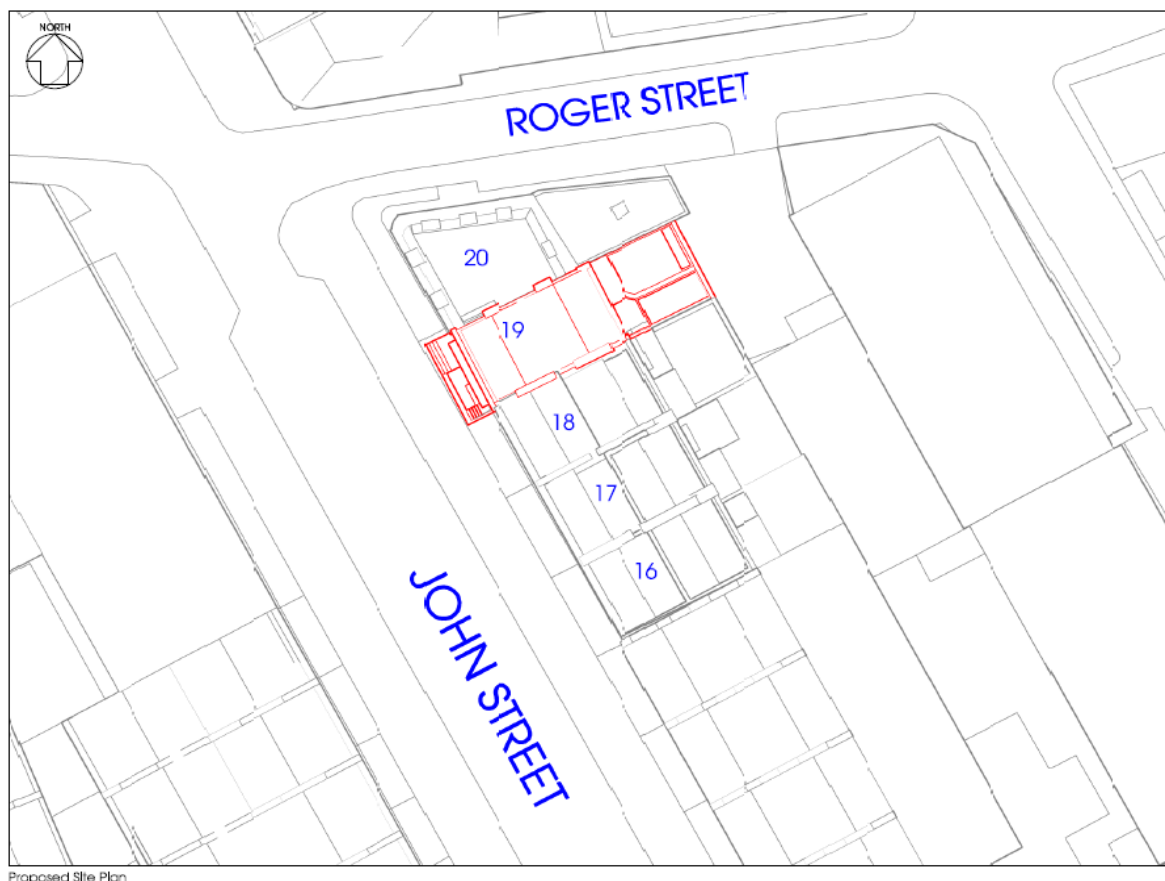 NORTH
ROGER STREET
20
19
18
17
16
JOHN STREET
Proposed Site Plan